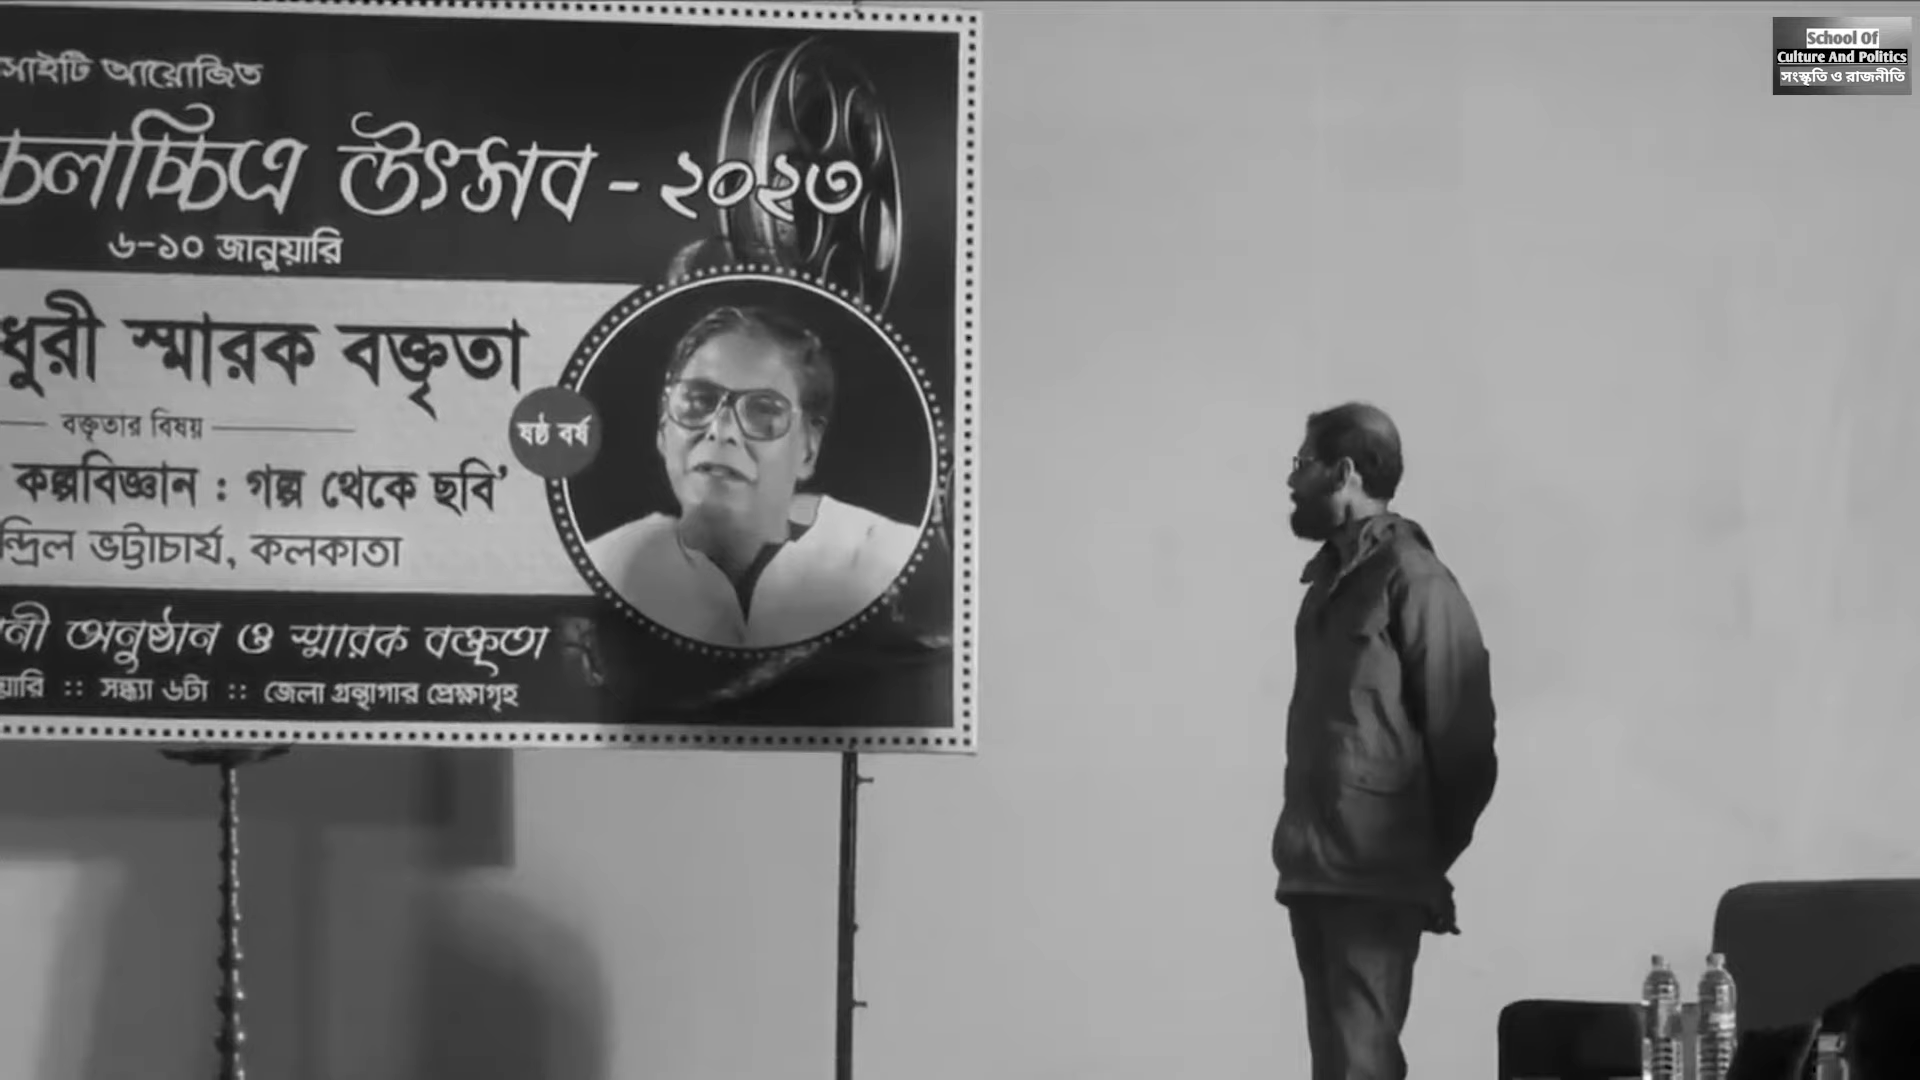 সাইটি আয়োজিত
চলচ্চিত্র উৎসব - ২০২৩
৬-১০ জানুয়ারি
ধুরী স্মারক বক্তৃতা
বক্তৃতার বিষয়
ষষ্ঠ বর্ষ
কল্পবিজ্ঞান : গল্প থেকে ছবি’
ন্দ্রিল ভট্টাচার্য, কলকাতা
নী অনুষ্ঠান ও স্মারক বক্তৃতা
য়ারি :: সন্ধ্যা ৬টা :: জেলা গ্রন্থাগার প্রেক্ষাগৃহ
School Of
Culture And Politics
সংস্কৃতি ও রাজনীতি